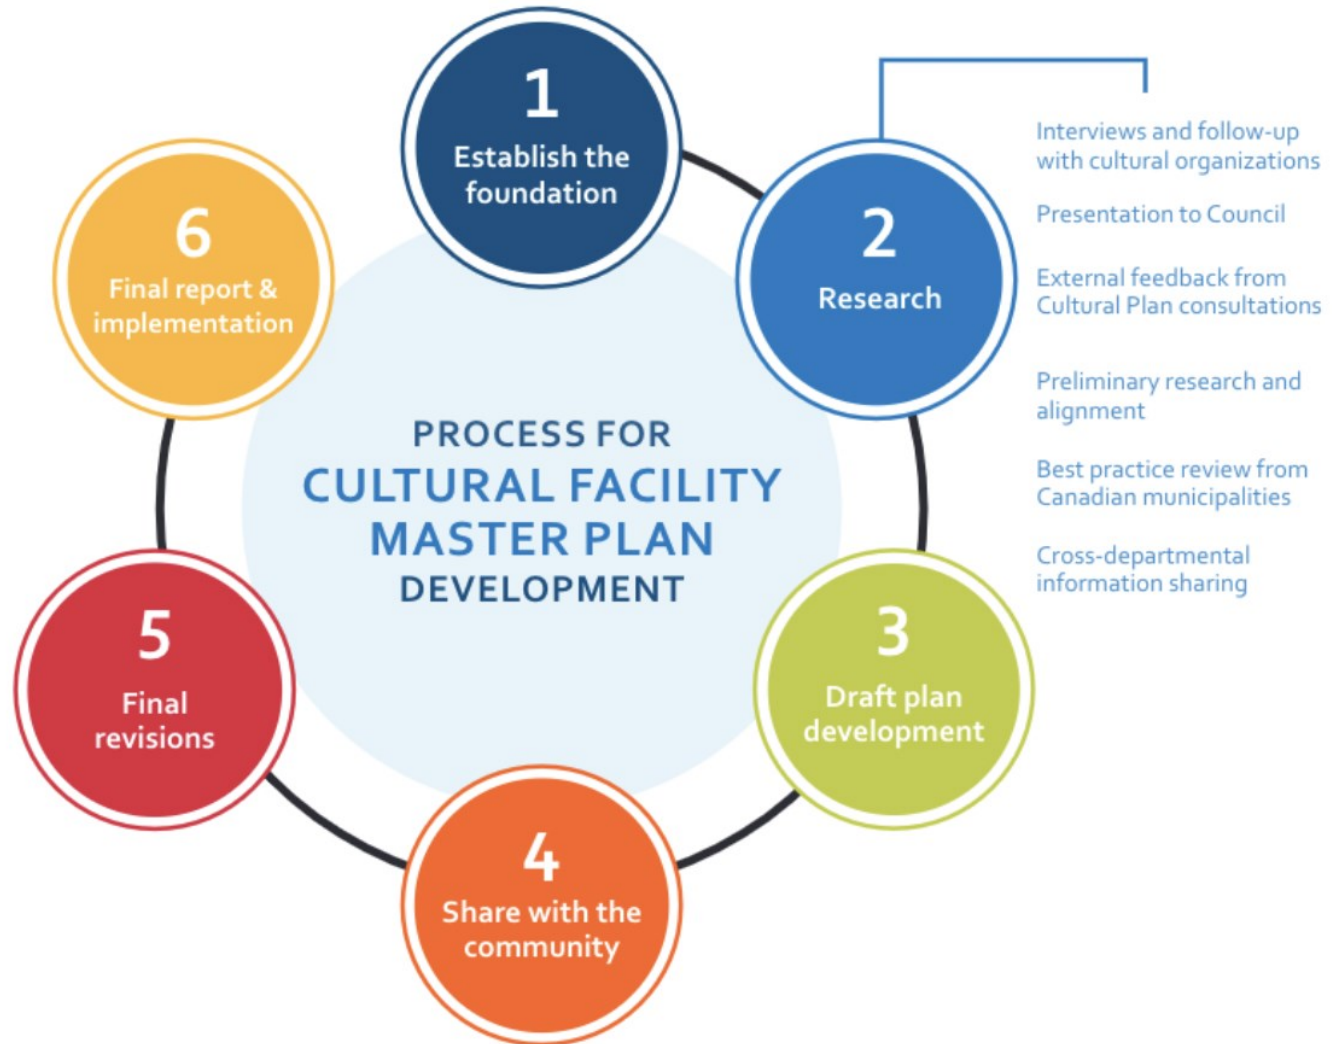 1
Establish the
foundation
2
Research
Interviews and follow-up
with cultural organizations
Presentation to Council
External feedback from
Cultural Plan consultations
Preliminary research and
alignment
Best practice review from
Canadian municipalities
Cross-departmental
information sharing
3
Draft plan
development
4
Share with the
community
5
Final
revisions
6
Final report &
implementation
PROCESS FOR
CULTURAL FACILITY
MASTER PLAN
DEVELOPMENT